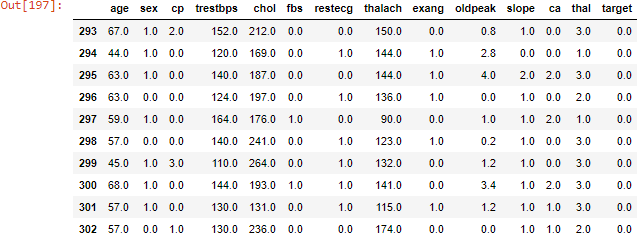 Out[197]:
age sex cp trestbps chol fbs restecg thalach exang oldpeak slope ca thal target
293 67.0 1.0 2.0 152.0 212.0 0.0 0.0 150.0 0.0 0.8 1.0 0.0 3.0 0.0
294 44.0 1.0 0.0 120.0 169.0 0.0 1.0 144.0 1.0 2.8 0.0 0.0 1.0 0.0
295 63.0 1.0 0.0 140.0 187.0 0.0 0.0 144.0 1.0 4.0 2.0 2.0 3.0 0.0
296 63.0 0.0 0.0 124.0 197.0 0.0 1.0 136.0 1.0 0.0 1.0 0.0 2.0 0.0
297 59.0 1.0 0.0 164.0 176.0 1.0 0.0 90.0 0.0 1.0 1.0 2.0 1.0 0.0
298 57.0 0.0 0.0 140.0 241.0 0.0 1.0 123.0 1.0 0.2 1.0 0.0 3.0 0.0
299 45.0 1.0 3.0 110.0 264.0 0.0 1.0 132.0 0.0 1.2 1.0 0.0 3.0 0.0
300 68.0 1.0 0.0 144.0 193.0 1.0 1.0 141.0 0.0 3.4 1.0 2.0 3.0 0.0
301 57.0 1.0 0.0 130.0 131.0 0.0 1.0 115.0 1.0 1.2 1.0 1.0 3.0 0.0
302 57.0 0.0 1.0 130.0 236.0 0.0 0.0 174.0 0.0 0.0 1.0 1.0 2.0 0.0